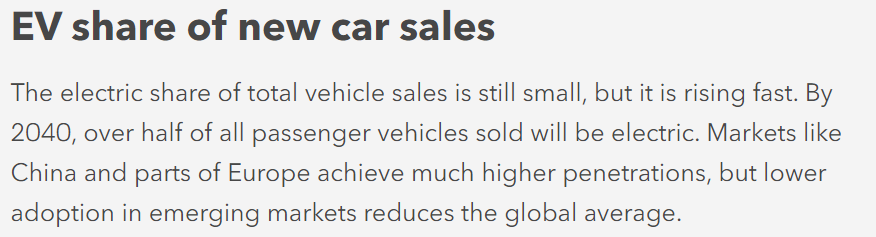 EV share of new car sales
The electric share of total vehicle sales is still small, but it is rising fast. By
2040, over half of all passenger vehicles sold will be electric. Markets like
China and parts of Europe achieve much higher penetrations, but lower
adoption in emerging markets reduces the global average.